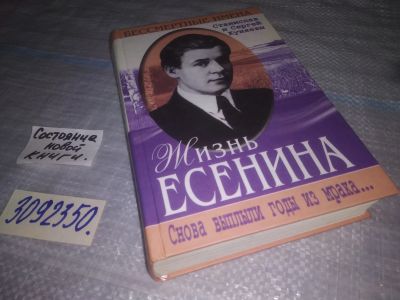 БЕССМЕРТНЫЕ ИМЕНА
Станислав
и Сергей
Куняевы
Жизнь
ЕСЕНИНА
Снова выплыли годы из мрака...
Состояние
новой
книги.
3092350.